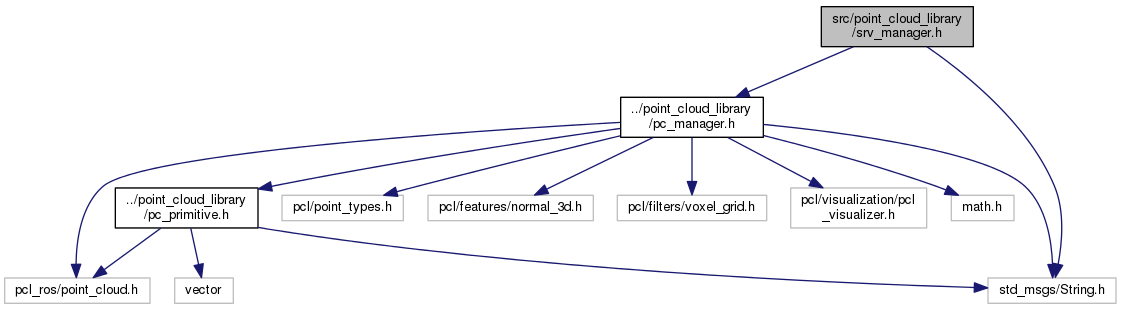 src/point_cloud_library
/srv_manager.h
../point_cloud_library
/pc_manager.h
../point_cloud_library
/pc_primitive.h
pcl/point_types.h
pcl/features/normal_3d.h
pcl/filters/voxel_grid.h
pcl/visualization/pcl
_visualizer.h
math.h
pcl_ros/point_cloud.h
vector
std_msgs/String.h